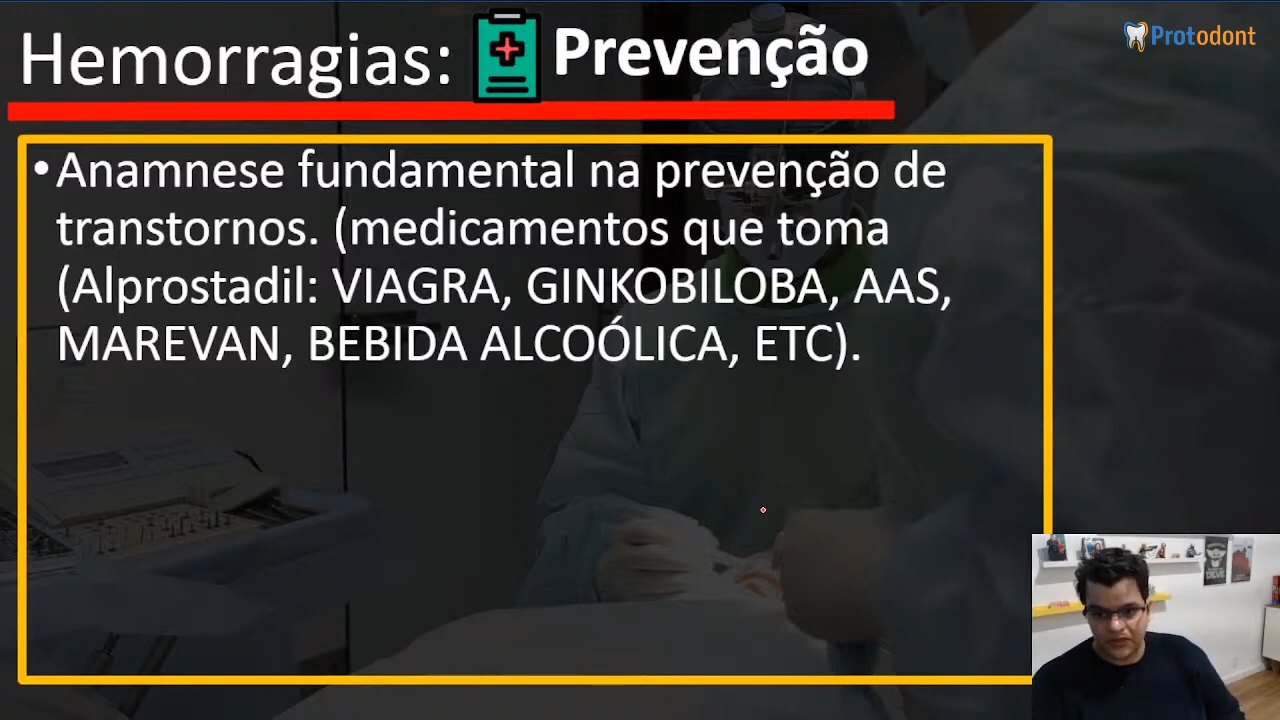 Hemorragias: Prevenção
Protodont
• Anamnese fundamental na prevenção de
transtornos. (medicamentos que toma
(Alprostadil: VIAGRA, GINKOBILOBA, AAS,
MAREVAN, BEBIDA ALCOÓLICA, ETC).
DEVE